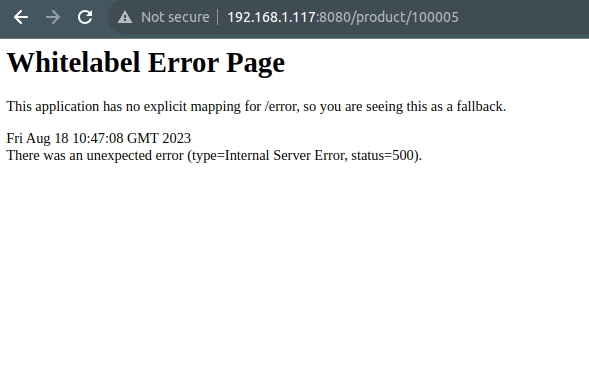 Not secure 192.168.1.117:8080/product/100005
Whitelabel Error Page
This application has no explicit mapping for /error, so you are seeing this as a fallback.
Fri Aug 18 10:47:08 GMT 2023
There was an unexpected error (type=Internal Server Error, status=500).